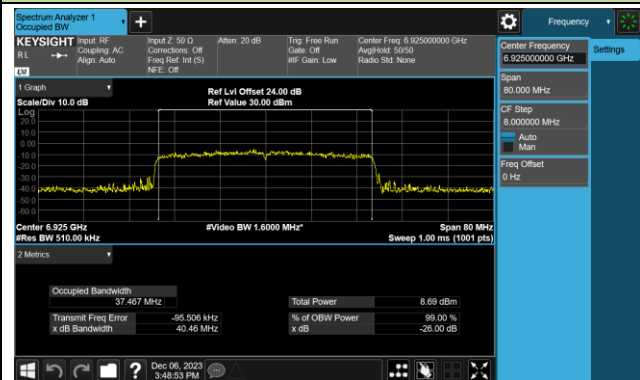 Spectrum Analyzer 1
Occupied BW
Frequency
KEYSIGHT
RL
Input: RF
Coupling: AC
Align: Auto
Input Z: 50 Ω
Corrections: Off
Freq Ref: Int (S)
NFE: Off
Atten: 20 dB
Trig: Free Run
Gate: Off
#IF Gain: Low
Center Freq: 6.925000000 GHz
Avg|Hold: 50/50
Radio Std: None
Center Frequency
6.925000000 GHz
Settings
Span
80.000 MHz
CF Step
8.000000 MHz
Auto
Man
Freq Offset
0 Hz
1 Graph
Scale/Div 10.0 dB
Ref Lvl Offset 24.00 dB
Ref Value 30.00 dBm
Log
20.0
10.0
0.00
-10.0
-20.0
-30.0
-40.0
-50.0
-60.0
Center 6.925 GHz
#Res BW 510.00 kHz
#Video BW 1.6000 MHz*
Span 80 MHz
Sweep 1.00 ms (1001 pts)
2 Metrics
Occupied Bandwidth
37.467 MHz
Total Power 8.69 dBm
Transmit Freq Error -95.506 kHz
% of OBW Power 99.00 %
x dB Bandwidth 40.46 MHz
x dB -26.00 dB
?
Dec 06, 2023
3:48:53 PM